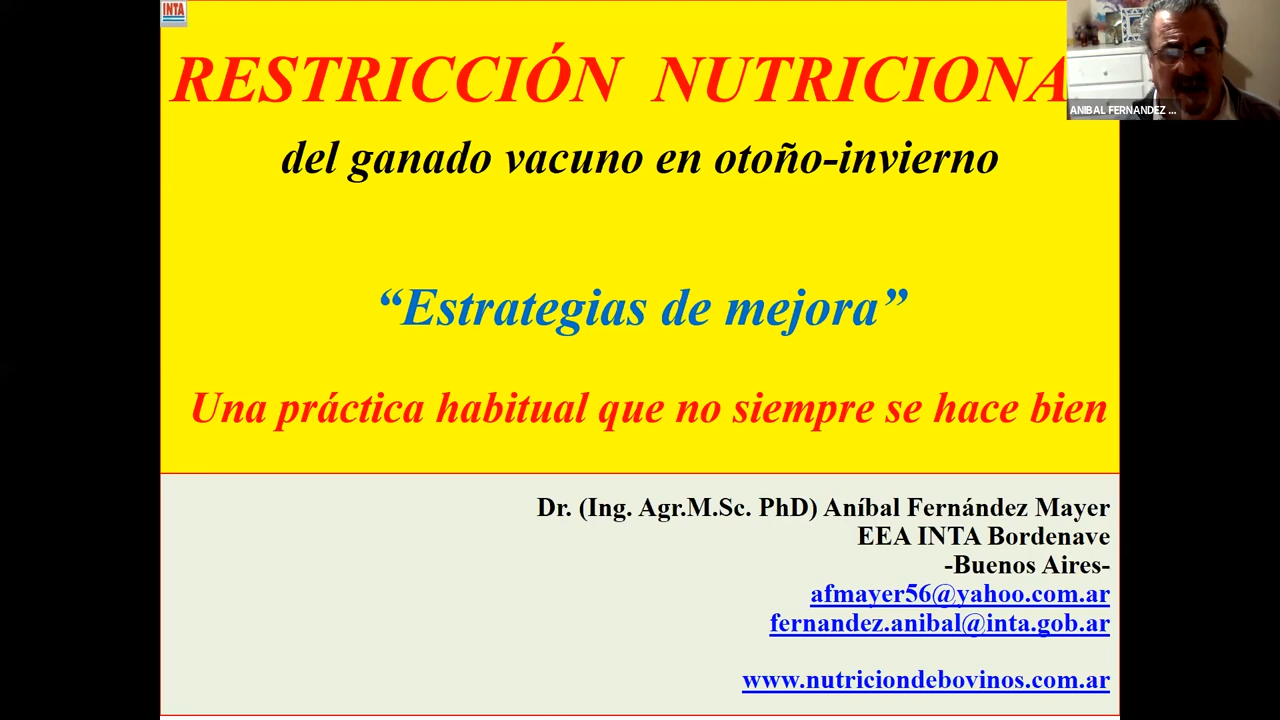 INTA
RESTRICCIÓN NUTRICIONA
ANIBAL FERNANDEZ ...
del ganado vacuno en otoño-invierno
“Estrategias de mejora”
Una práctica habitual que no siempre se hace bien
Dr. (Ing. Agr.M.Sc. PhD) Aníbal Fernández Mayer
EEA INTA Bordenave
-Buenos Aires-
afmayer56@yahoo.com.ar
fernandez.anibal@inta.gob.ar
www.nutriciondebovinos.com.ar